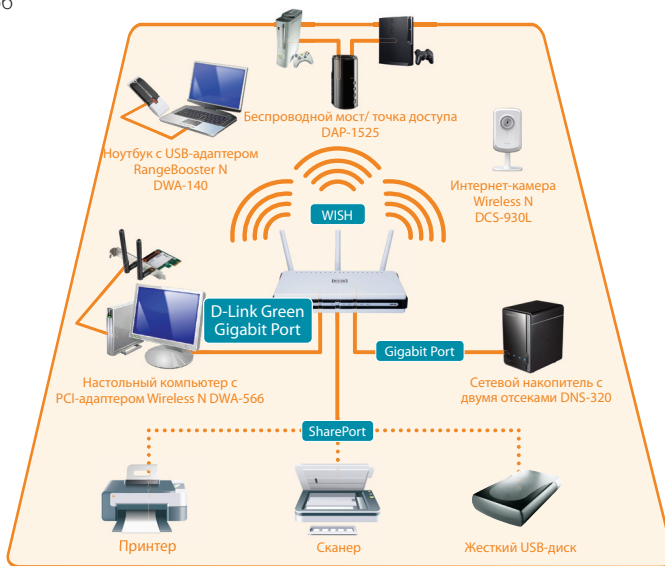 Беспроводной мост/ точка доступа
DAP-1525
Ноутбук с USB-адаптером
RangeBooster N
DWA-140
Интернет-камера
Wireless N
DCS-930L
WISH
D-Link Green
Gigabit Port
Gigabit Port
Настольный компьютер с
PCI-адаптером Wireless N DWA-566
Сетевой накопитель с
двумя отсеками DNS-320
SharePort
Принтер
Сканер
Жесткий USB-диск